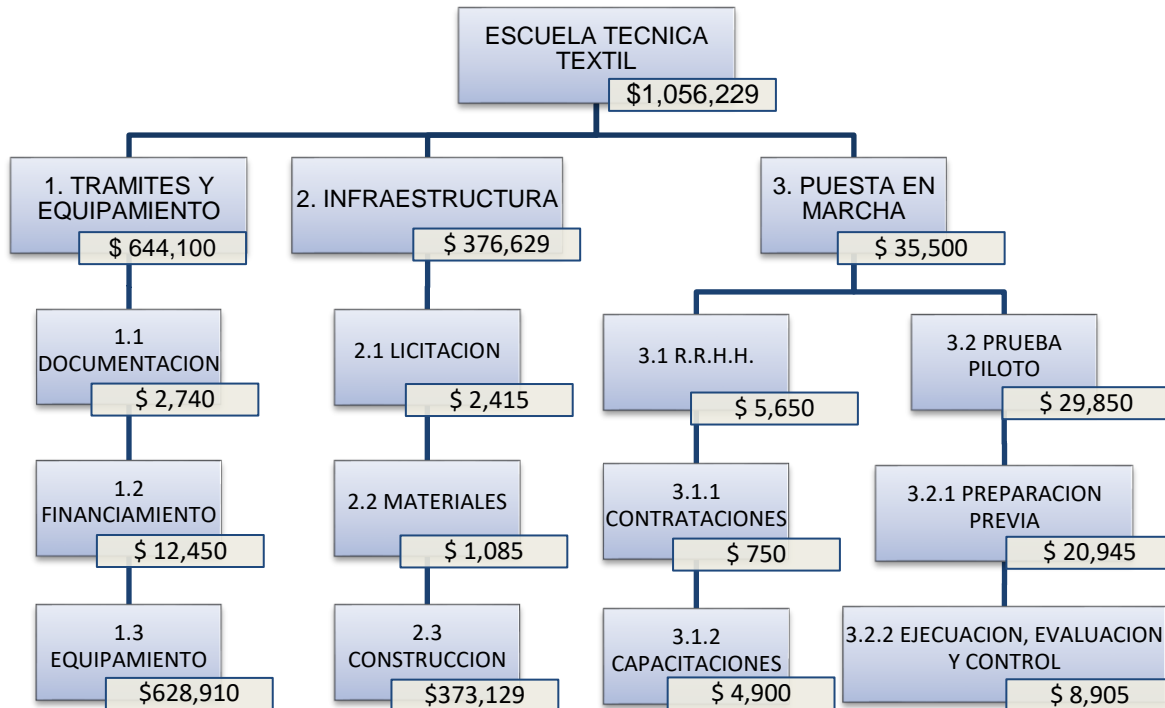 ESCUELA TECNICA
TEXTIL
$1,056,229
1. TRAMITES Y
EQUIPAMIENTO
$ 644,100
2. INFRAESTRUCTURA
$ 376,629
3. PUESTA EN
MARCHA
$ 35,500
1.1
DOCUMENTACION
$ 2,740
2.1 LICITACION
$ 2,415
3.1 R.R.H.H.
$ 5,650
3.2 PRUEBA
PILOTO
$ 29,850
1.2
FINANCIAMIENTO
$ 12,450
2.2 MATERIALES
$ 1,085
3.1.1
CONTRATACIONES
$ 750
3.2.1 PREPARACION
PREVIA
$ 20,945
1.3
EQUIPAMIENTO
$628,910
2.3
CONSTRUCCION
$373,129
3.1.2
CAPACITACIONES
$ 4,900
3.2.2 EJECUACION, EVALUACION
Y CONTROL
$ 8,905